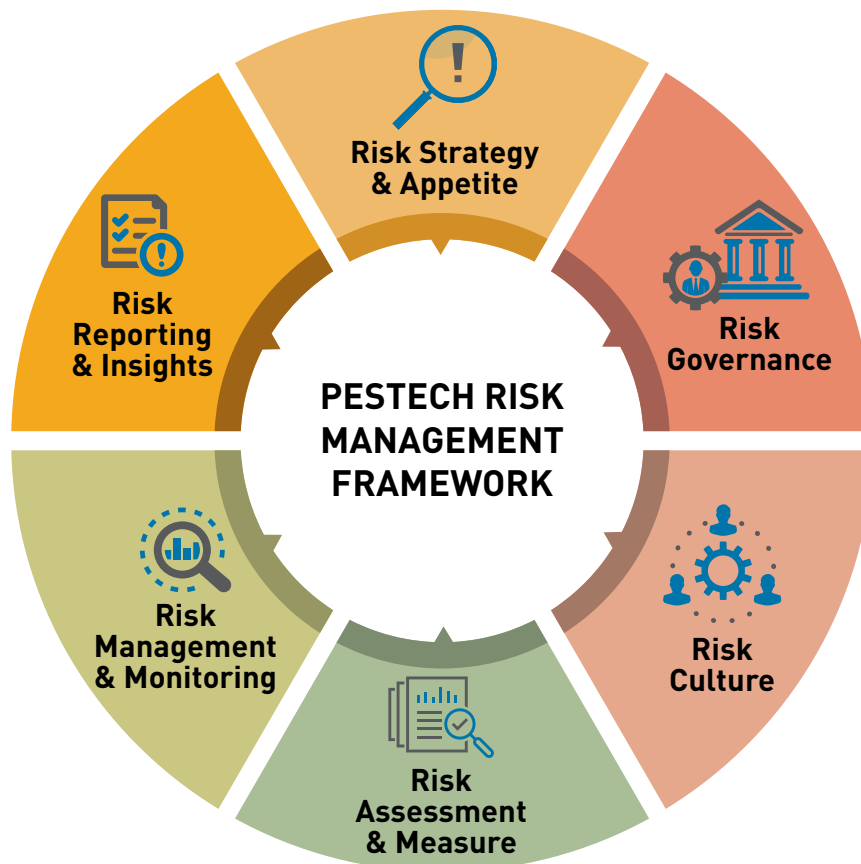 Risk Strategy
& Appetite
Risk
Governance
Risk
Culture
Risk
Assessment
& Measure
Risk
Management
& Monitoring
Risk
Reporting
& Insights
PESTECH RISK
MANAGEMENT
FRAMEWORK